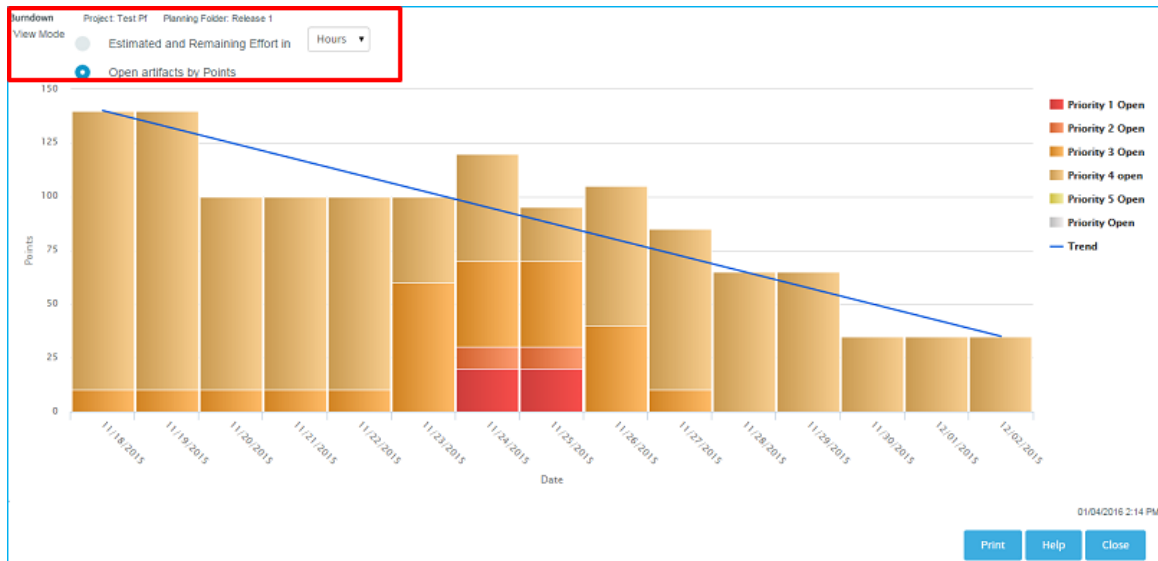 Burndown Project: Test Pf Planning Folder: Release 1
View Mode
Estimated and Remaining Effort in Hours
Open artifacts by Points
150
125
100
75
50
25
0
Points
11/18/2015
11/19/2015
11/20/2015
11/21/2015
11/22/2015
11/23/2015
11/24/2015
11/25/2015
11/26/2015
11/27/2015
11/28/2015
11/29/2015
11/30/2015
12/01/2015
12/02/2015
Date
Priority 1 Open
Priority 2 Open
Priority 3 Open
Priority 4 open
Priority 5 Open
Priority Open
Trend
01/04/2016 2:14 PM
Print Help Close